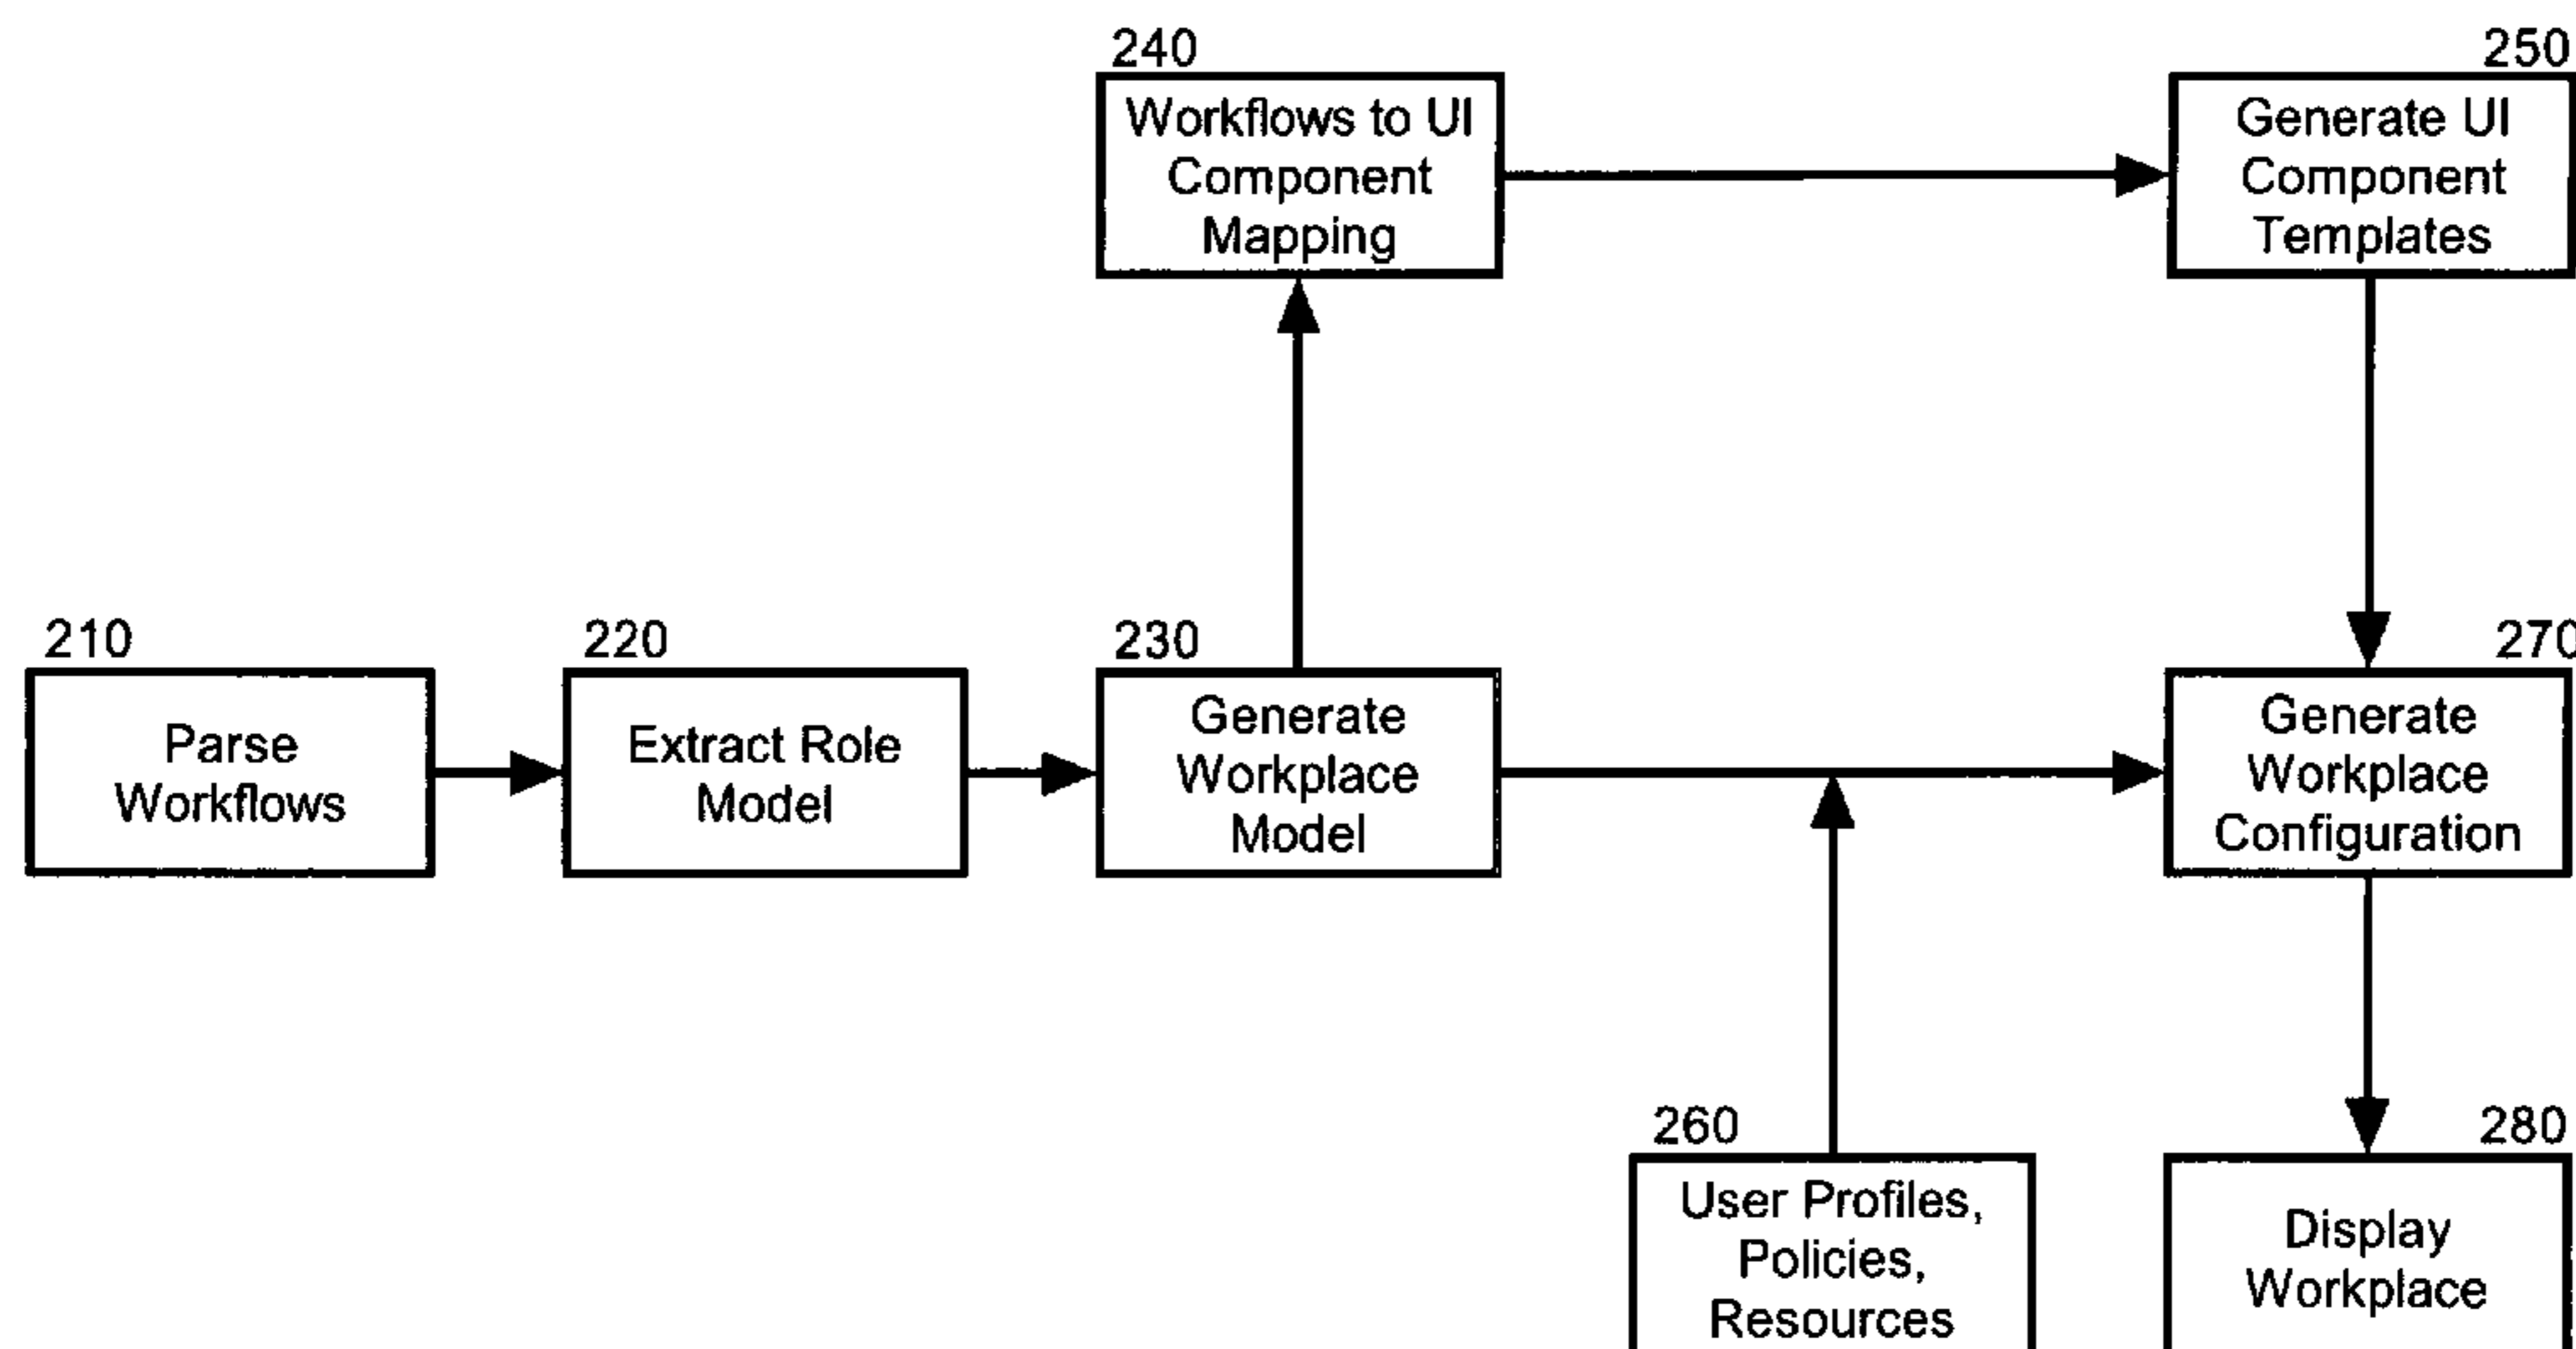 240
Workflows to UI
Component
Mapping
250
Generate UI
Component
Templates
210
Parse
Workflows
220
Extract Role
Model
230
Generate
Workplace
Model
270
Generate
Workplace
Configuration
260
User Profiles,
Policies,
Resources
280
Display
Workplace